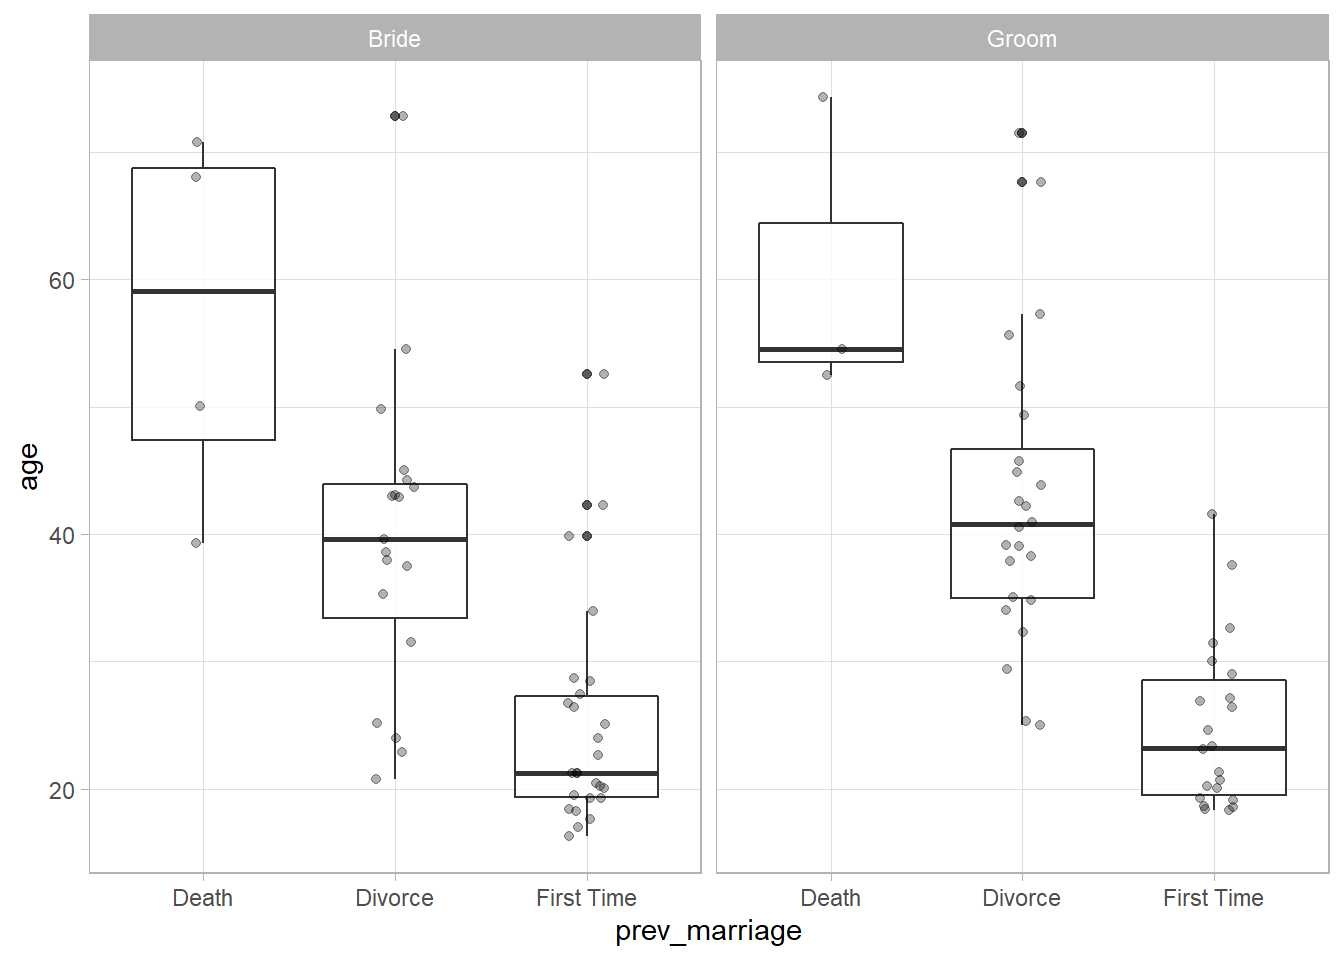 Bride
Groom
age
60
40
20
Death
Divorce
First Time
Death
Divorce
First Time
prev_marriage